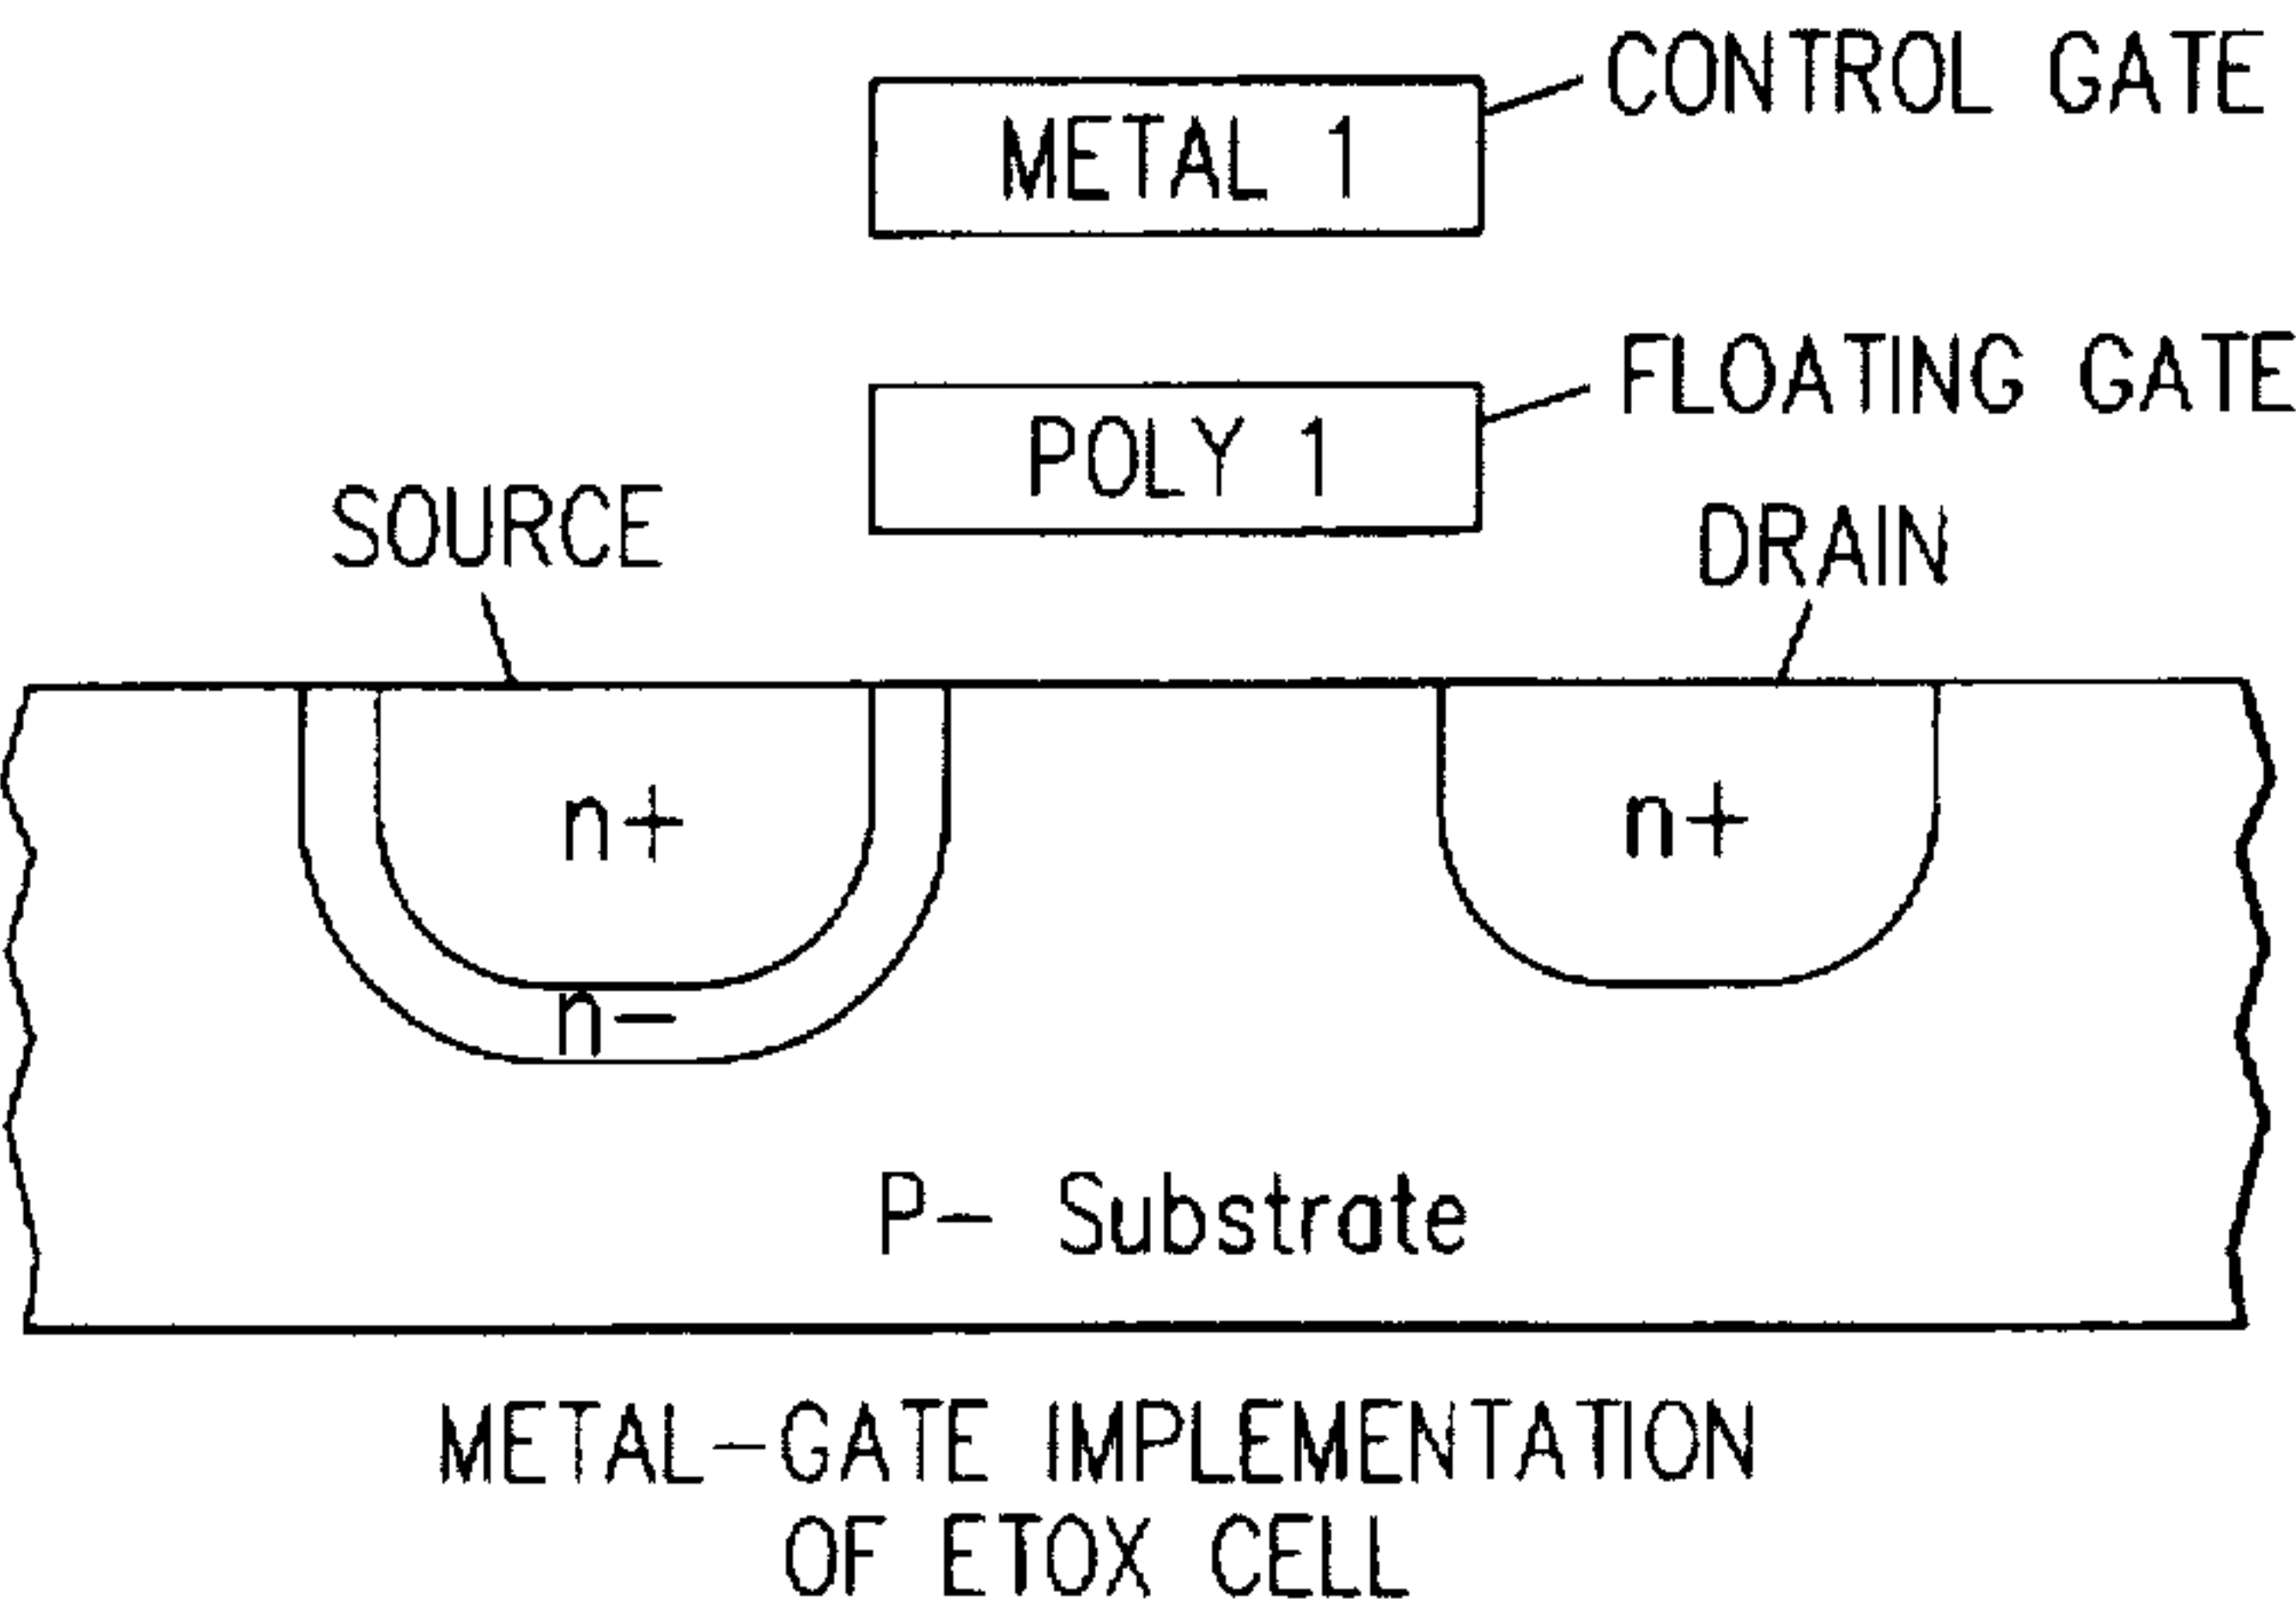 CONTROL GATE
METAL 1
FLOATING GATE
POLY 1
SOURCE
DRAIN
n+
n+
n-
P- Substrate
METAL-GATE IMPLEMENTATION
OF ETOX CELL